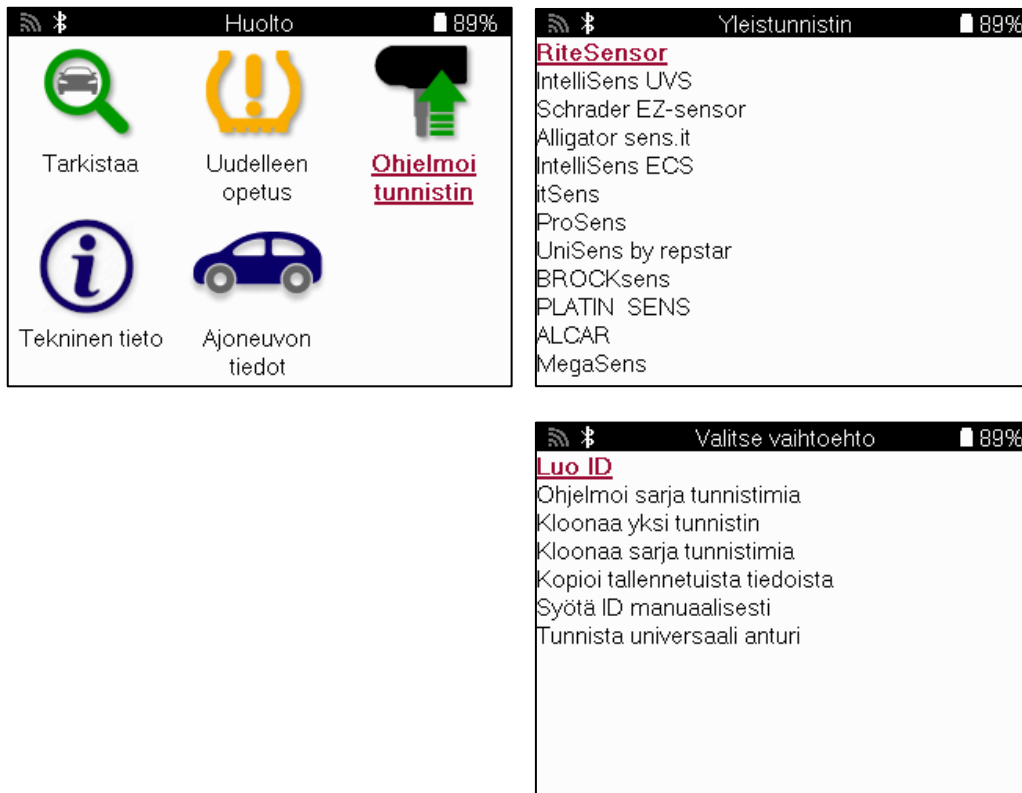 Huolto 89%
Tarkistaa
Uudelleen
opetus
Ohjelmoi
tunnistin
Tekninen tieto
Ajoneuvon
tiedot
Yleistunnistin 89%
RiteSensor
IntelliSens UVS
Schrader EZ-sensor
Alligator sens.it
IntelliSens ECS
itSens
ProSens
UniSens by repstar
BROCKsens
PLATIN SENS
ALCAR
MegaSens
Valitse vaihtoehto 89%
Luo ID
Ohjelmoi sarja tunnistimia
Kloonaa yksi tunnistin
Kloonaa sarja tunnistimia
Kopioi tallennetuista tiedoista
Syötä ID manuaalisesti
Tunnista universaali anturi